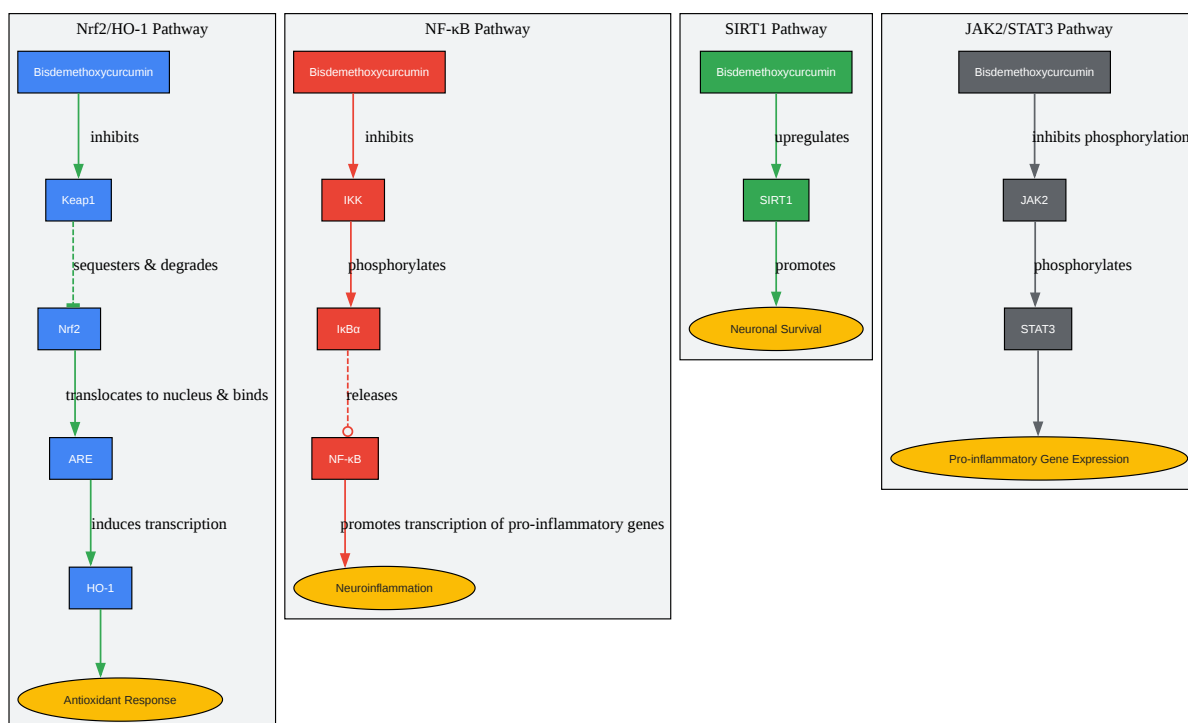 Nrf2/HO-1 Pathway
Bisdemethoxycurcumin
inhibits
Keap1
sequesters & degrades
Nrf2
translocates to nucleus & binds
ARE
induces transcription
HO-1
Antioxidant Response
NF-κB Pathway
Bisdemethoxycurcumin
inhibits
IKK
phosphorylates
IκBα
releases
NF-κB
promotes transcription of pro-inflammatory genes
Neuroinflammation
SIRT1 Pathway
Bisdemethoxycurcumin
upregulates
SIRT1
promotes
Neuronal Survival
JAK2/STAT3 Pathway
Bisdemethoxycurcumin
inhibits phosphorylation
JAK2
phosphorylates
STAT3
Pro-inflammatory Gene Expression